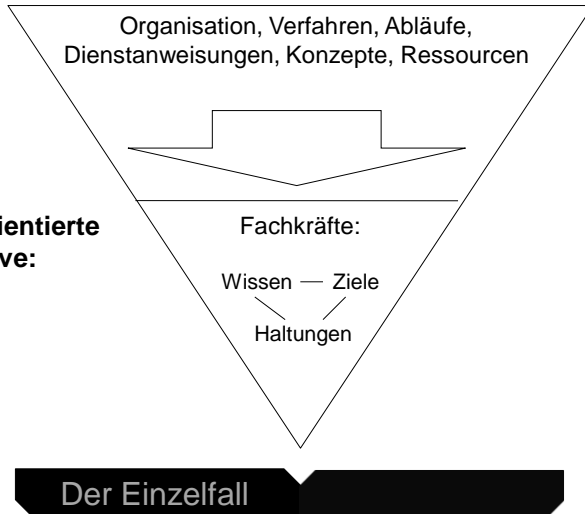 Organisation, Verfahren, Abläufe,
Dienstanweisungen, Konzepte, Ressourcen
Fachkräfte:
Wissen — Ziele
Haltungen
Der Einzelfall